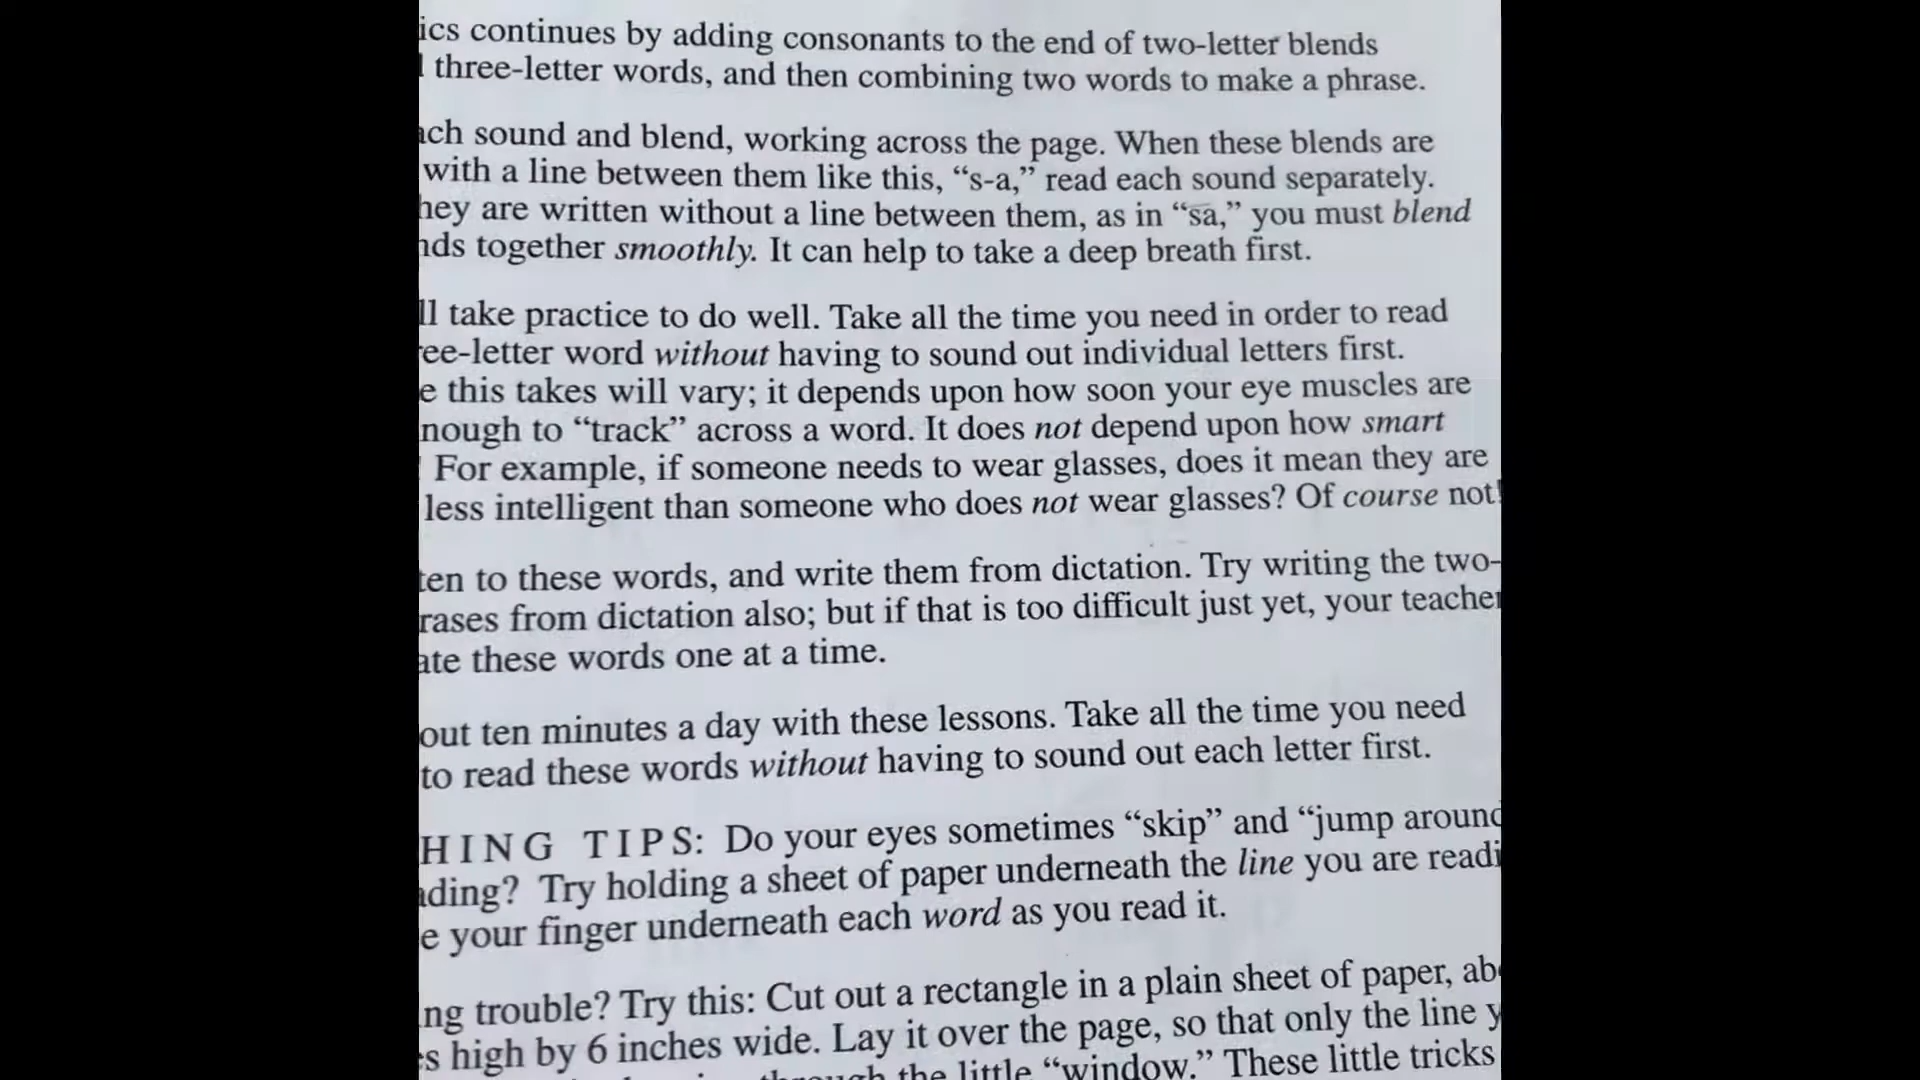 ics continues by adding consonants to the end of two-letter blends
three-letter words, and then combining two words to make a phrase.
ach sound and blend, working across the page. When these blends are
with a line between them like this, “s-a,” read each sound separately.
hey are written without a line between them, as in “sa,” you must blend
nds together smoothly. It can help to take a deep breath first.
ll take practice to do well. Take all the time you need in order to read
ee-letter word without having to sound out individual letters first.
e this takes will vary; it depends upon how soon your eye muscles are
nough to “track” across a word. It does not depend upon how smart
For example, if someone needs to wear glasses, does it mean they are
less intelligent than someone who does not wear glasses? Of course not!
ten to these words, and write them from dictation. Try writing the two-
rases from dictation also; but if that is too difficult just yet, your teacher
ate these words one at a time.
out ten minutes a day with these lessons. Take all the time you need
to read these words without having to sound out each letter first.
HING TIPS: Do your eyes sometimes “skip” and “jump around
ading? Try holding a sheet of paper underneath the line you are readi
e your finger underneath each word as you read it.
ng trouble? Try this: Cut out a rectangle in a plain sheet of paper, ab
s high by 6 inches wide. Lay it over the page, so that only the line y
through the little “window.” These little tricks